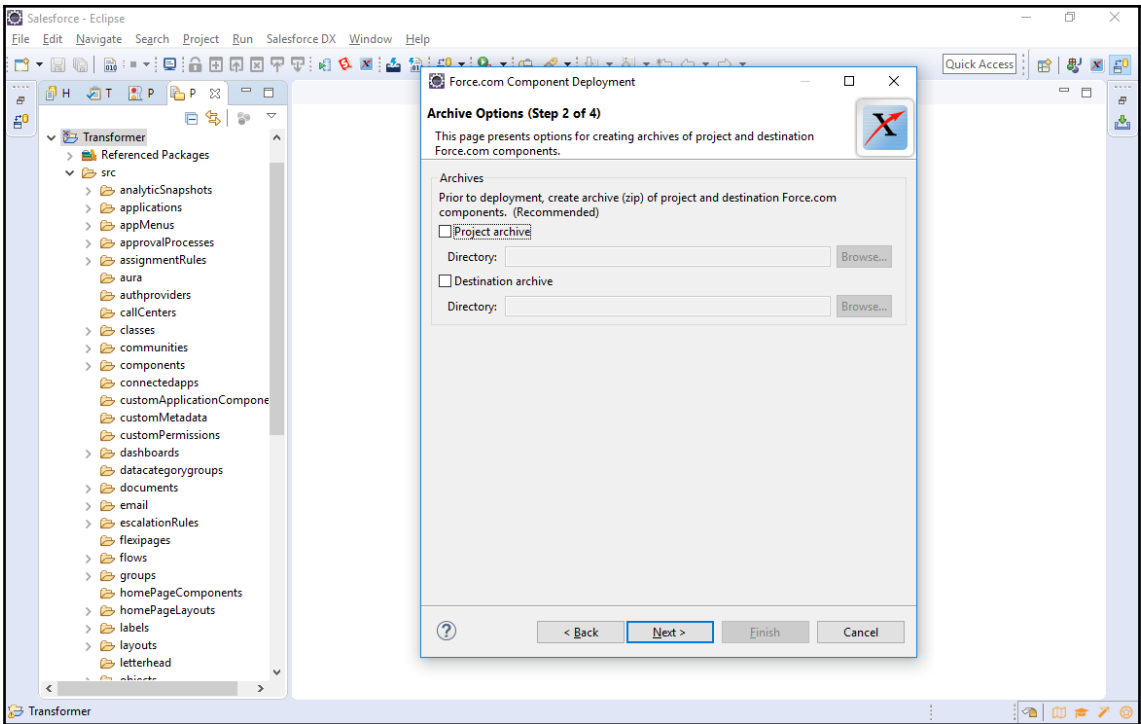 Salesforce - Eclipse
File Edit Navigate Search Project Run Salesforce DX Window Help
Quick Access
H T P P
Transformer
Referenced Packages
src
analyticSnapshots
applications
appMenus
approvalProcesses
assignmentRules
aura
authproviders
callCenters
classes
communities
components
connectedapps
customApplicationCompone
customMetadata
customPermissions
dashboards
datacategorygroups
documents
email
escalationRules
flexipages
flows
groups
homePageComponents
homePageLayouts
labels
layouts
letterhead
objects
Force.com Component Deployment
Archive Options (Step 2 of 4)
This page presents options for creating archives of project and destination
Force.com components.
Archives
Prior to deployment, create archive (zip) of project and destination Force.com
components. (Recommended)
Project archive
Directory: Browse...
Destination archive
Directory: Browse...
< Back Next > Finish Cancel
Transformer